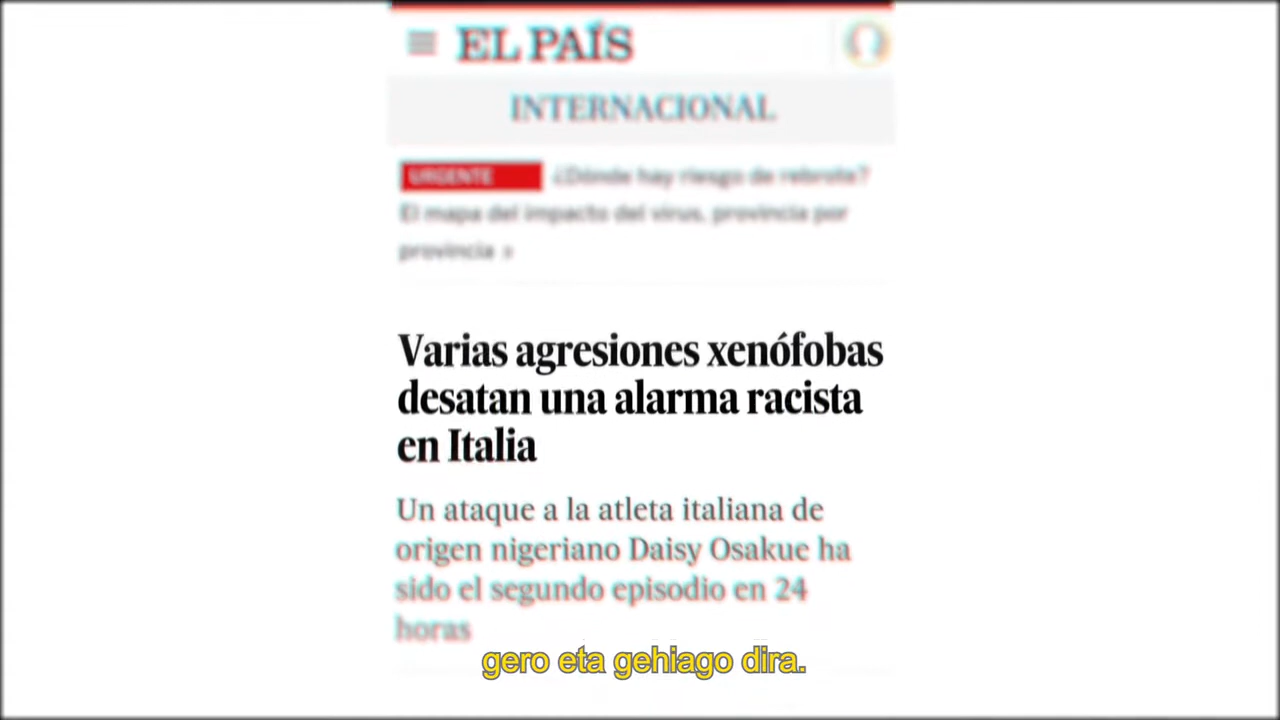 EL PAÍS
INTERNACIONAL
URGENTE ¿Dónde hay riesgo de rebrote?
El mapa del impacto del virus, provincia por
provincia »
Varias agresiones xenófobas
desatan una alarma racista
en Italia
Un ataque a la atleta italiana de
origen nigeriano Daisy Osakue ha
sido el segundo episodio en 24
horas
gero eta gehiago dira.